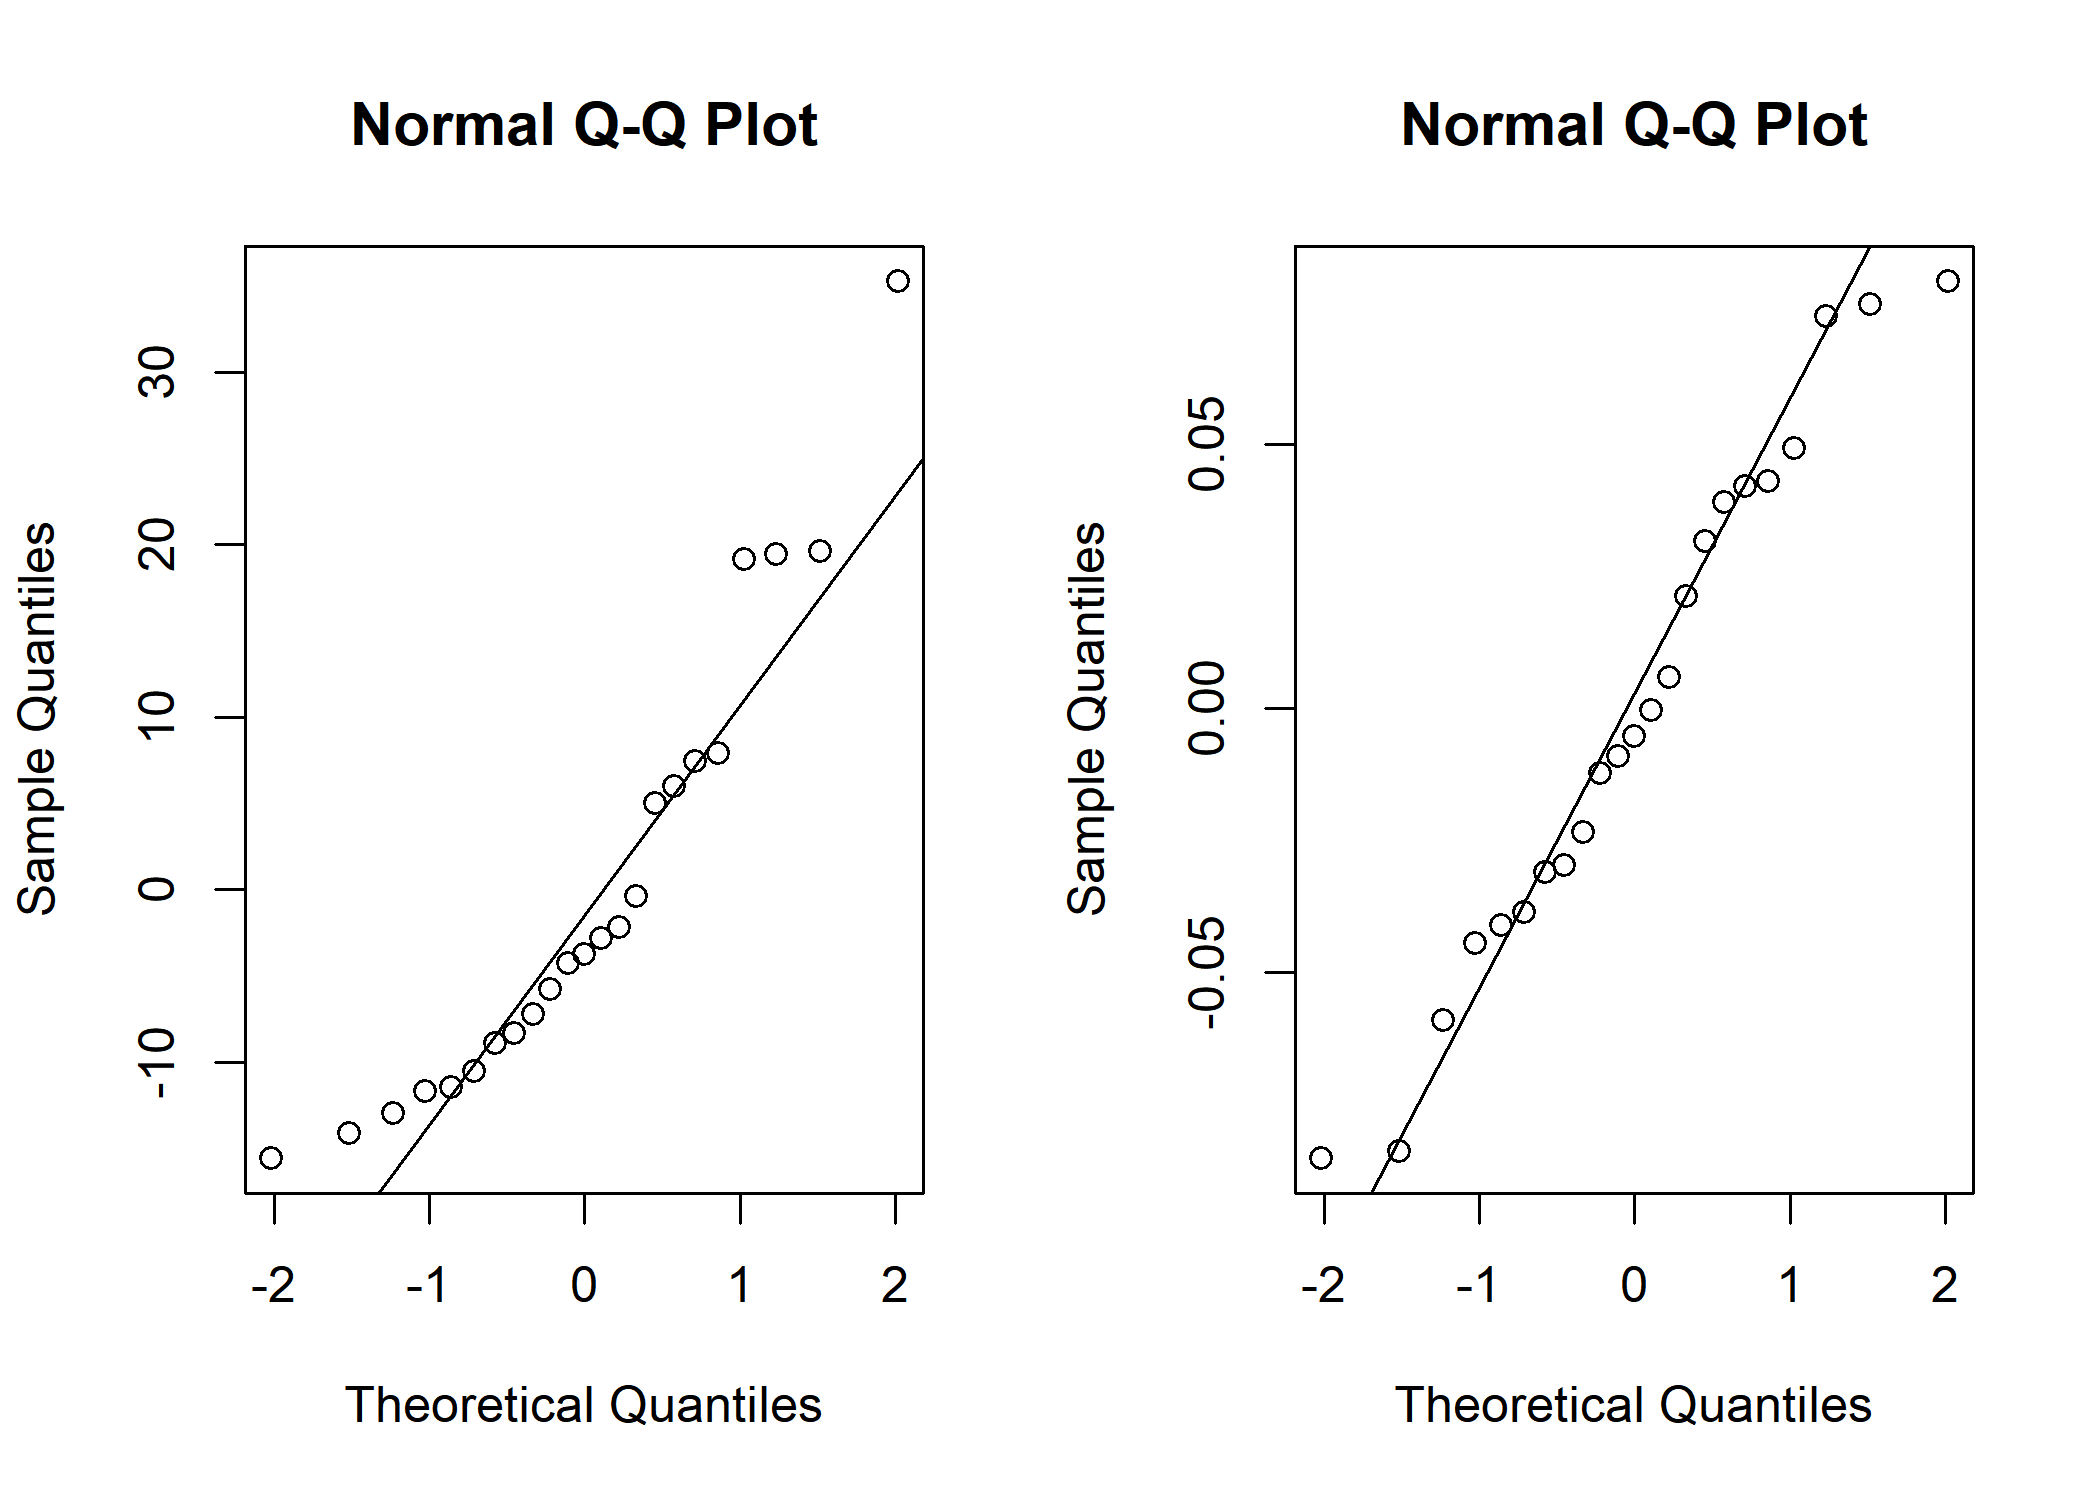 Normal Q-Q Plot
Sample Quantiles
30
20
10
0
-10
-2 -1 0 1 2
Theoretical Quantiles
Normal Q-Q Plot
Sample Quantiles
0.05
0.00
-0.05
-2 -1 0 1 2
Theoretical Quantiles